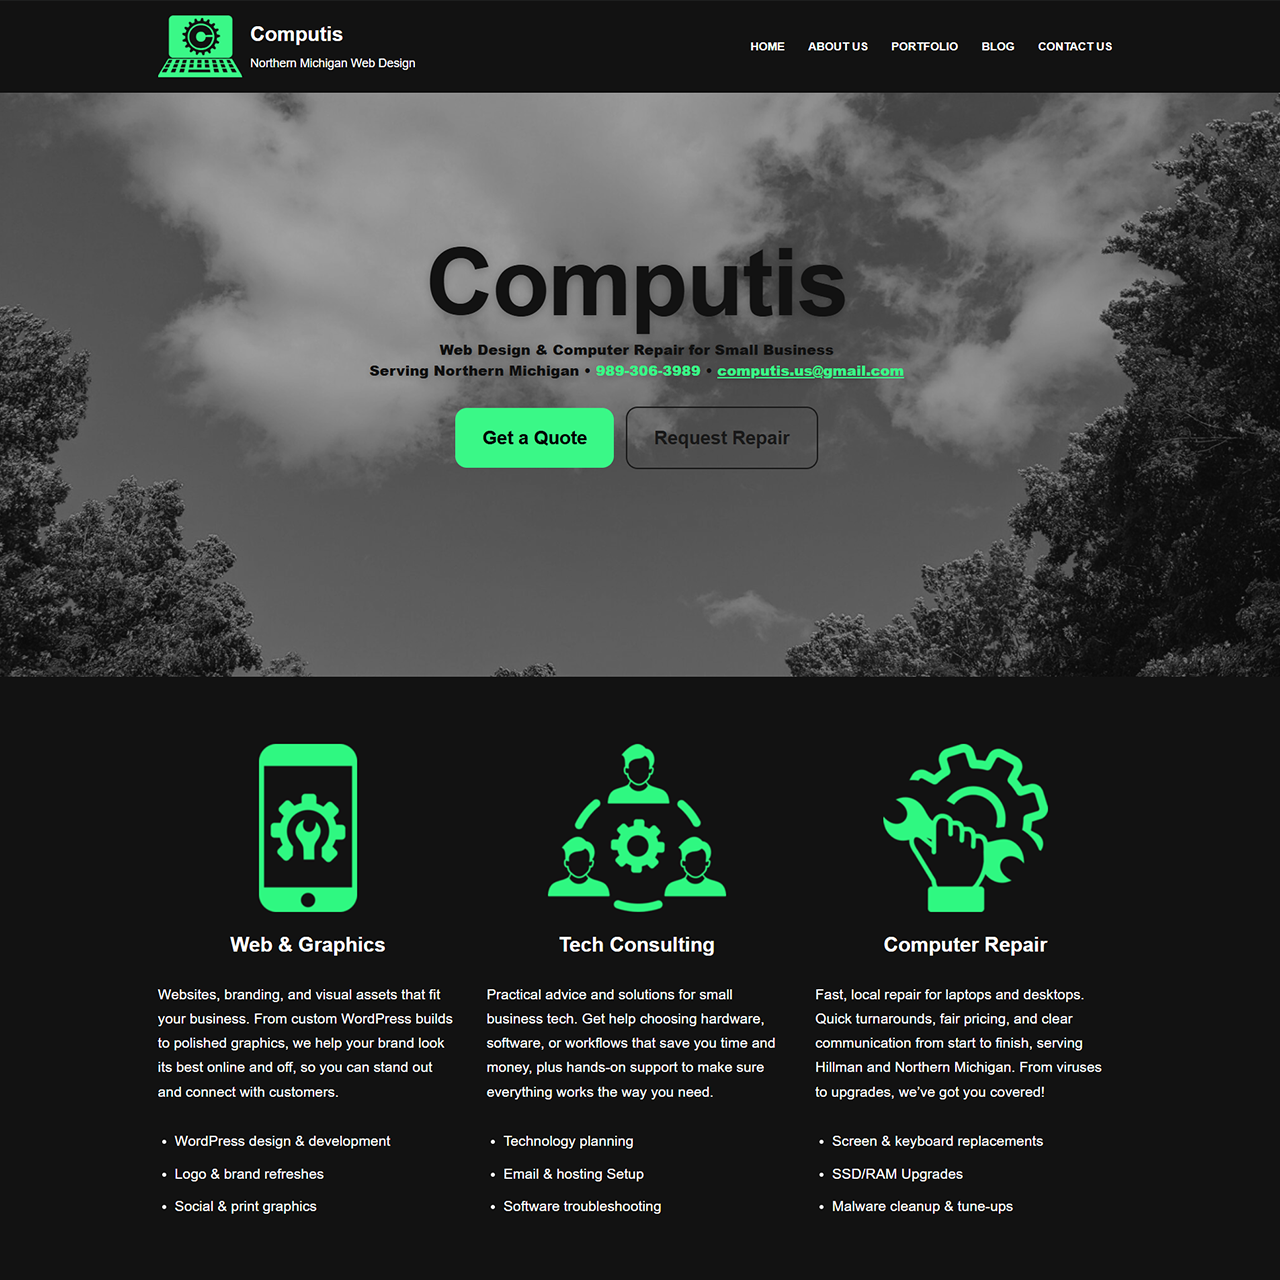 Computis
Northern Michigan Web Design
HOME ABOUT US PORTFOLIO BLOG CONTACT US
Computis
Web Design & Computer Repair for Small Business
Serving Northern Michigan • 989-306-3989 • computis.us@gmail.com
Get a Quote
Request Repair
Web & Graphics
Websites, branding, and visual assets that fit
your business. From custom WordPress builds
to polished graphics, we help your brand look
its best online and off, so you can stand out
and connect with customers.
• WordPress design & development
• Logo & brand refreshes
• Social & print graphics
Tech Consulting
Practical advice and solutions for small
business tech. Get help choosing hardware,
software, or workflows that save you time and
money, plus hands-on support to make sure
everything works the way you need.
• Technology planning
• Email & hosting Setup
• Software troubleshooting
Computer Repair
Fast, local repair for laptops and desktops.
Quick turnarounds, fair pricing, and clear
communication from start to finish, serving
Hillman and Northern Michigan. From viruses
to upgrades, we’ve got you covered!
• Screen & keyboard replacements
• SSD/RAM Upgrades
• Malware cleanup & tune-ups